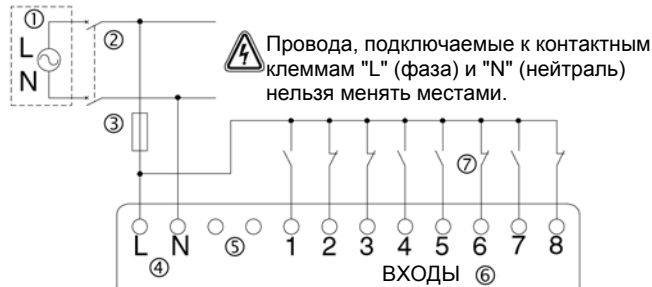 ①
L
N
②
Провода, подключаемые к контактным
клеммам "L" (фаза) и "N" (нейтраль)
нельзя менять местами.
③
⑦
L N ⑤ 1 2 3 4 5 6 7 8
④
ВХОДЫ ⑥